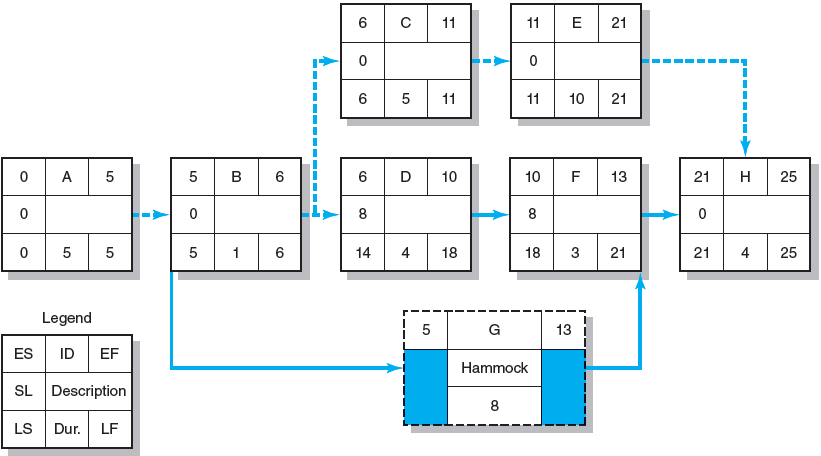 6 C 11
0
6 5 11
11 E 21
0
11 10 21
0 A 5
0
0 5 5
5 B 6
0
5 1 6
6 D 10
8
14 4 18
10 F 13
8
18 3 21
21 H 25
0
21 4 25
5 G 13
Hammock
8
Legend
ES ID EF
SL Description
LS Dur. LF